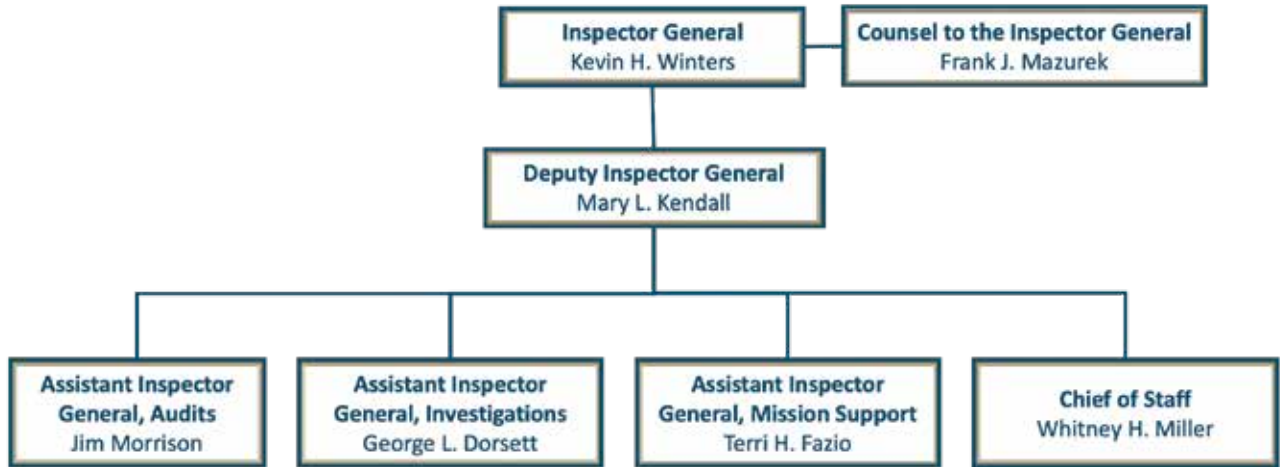 Inspector General
Kevin H. Winters
Counsel to the Inspector General
Frank J. Mazurek
Deputy Inspector General
Mary L. Kendall
Assistant Inspector
General, Audits
Jim Morrison
Assistant Inspector
General, Investigations
George L. Dorsett
Assistant Inspector
General, Mission Support
Terri H. Fazio
Chief of Staff
Whitney H. Miller